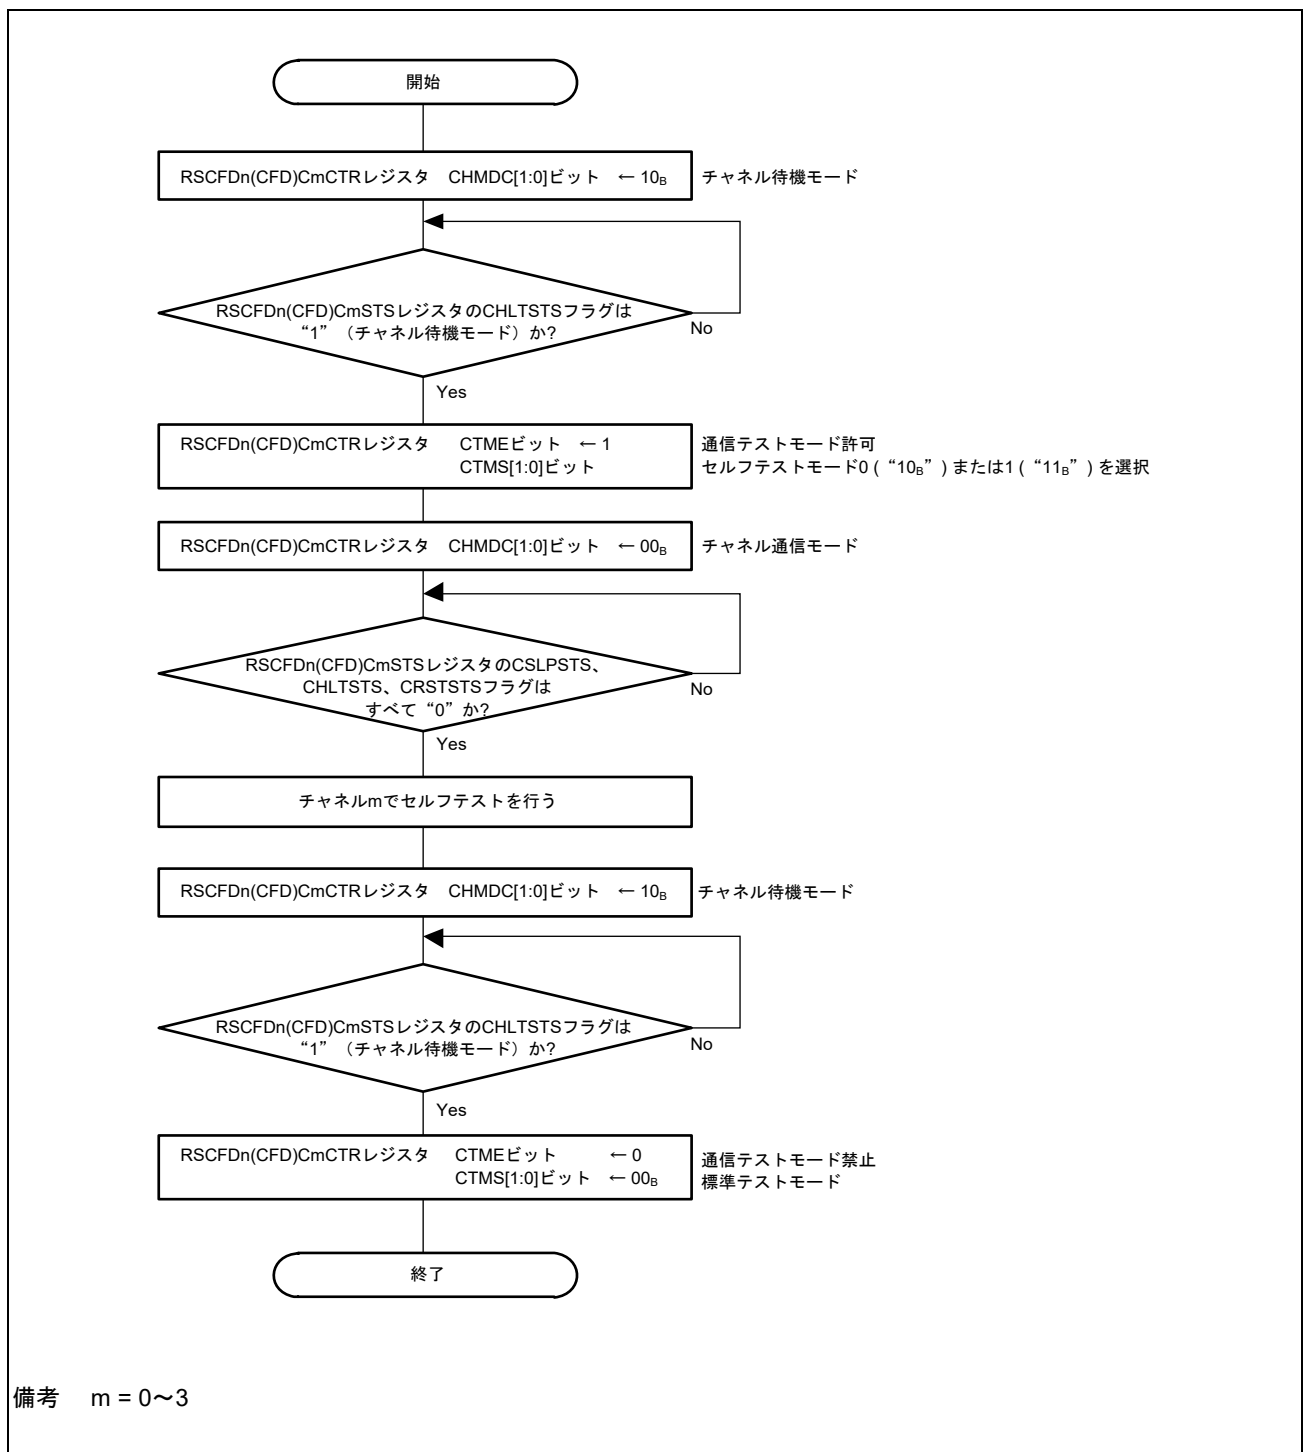 開始
RSCFDn(CFD)CmCTRレジスタ CHMDC[1:0]ビット ← 10B チャネル待機モード
RSCFDn(CFD)CmSTSレジスタのCHLTSTSフラグは
“1” （チャネル待機モード）か?
No
Yes
RSCFDn(CFD)CmCTRレジスタ CTMEビット ← 1 通信テストモード許可
CTMS[1:0]ビット セルフテストモード0 (“10B”) または1 (“11B”) を選択
RSCFDn(CFD)CmCTRレジスタ CHMDC[1:0]ビット ← 00B チャネル通信モード
RSCFDn(CFD)CmSTSレジスタのCSLPSTS、
CHLTSTS、CRSTSTSフラグは
すべて“0”か?
No
Yes
チャネルmでセルフテストを行う
RSCFDn(CFD)CmCTRレジスタ CHMDC[1:0]ビット ← 10B チャネル待機モード
RSCFDn(CFD)CmSTSレジスタのCHLTSTSフラグは
“1” （チャネル待機モード）か?
No
Yes
RSCFDn(CFD)CmCTRレジスタ CTMEビット ← 0 通信テストモード禁止
CTMS[1:0]ビット ← 00B 標準テストモード
終了
備考 m = 0～3